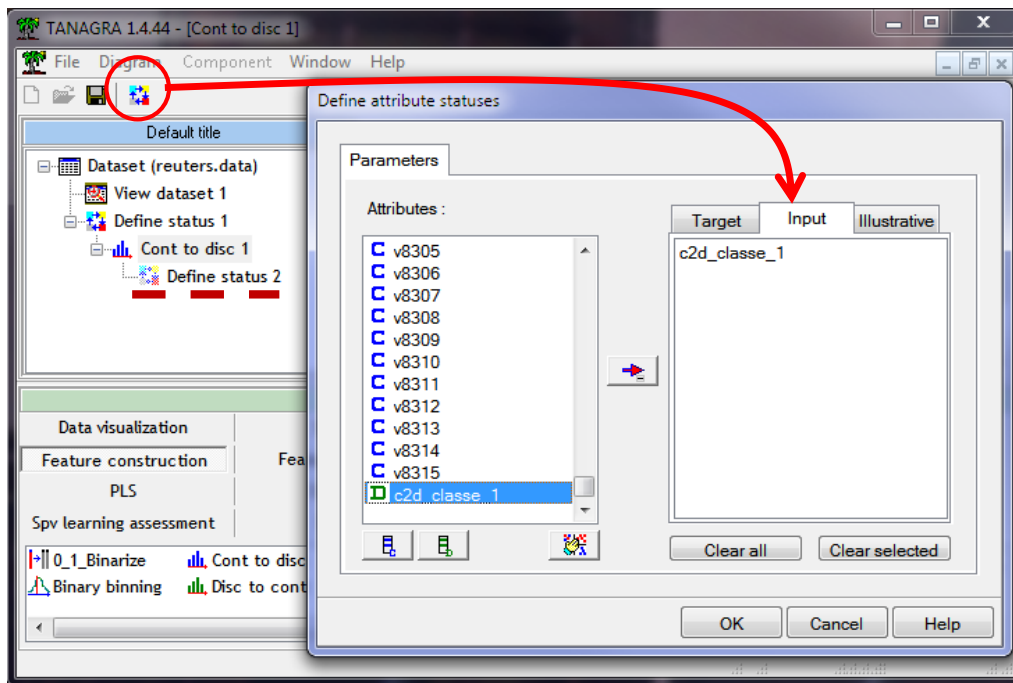 TANAGRA 1.4.44 - [Cont to disc 1]
File Diagram Component Window Help
Default title
Dataset (reuters.data)
View dataset 1
Define status 1
Cont to disc 1
Define status 2
Data visualization
Feature construction Fea
PLS
Spv learning assessment
0_1_Binarize Cont to disc
Binary binning Disc to cont
Define attribute statuses
Parameters
Attributes :
C v8305
C v8306
C v8307
C v8308
C v8309
C v8310
C v8311
C v8312
C v8313
C v8314
C v8315
D c2d_classe_1
Target Input Illustrative
c2d_classe_1
Clear all Clear selected
OK Cancel Help